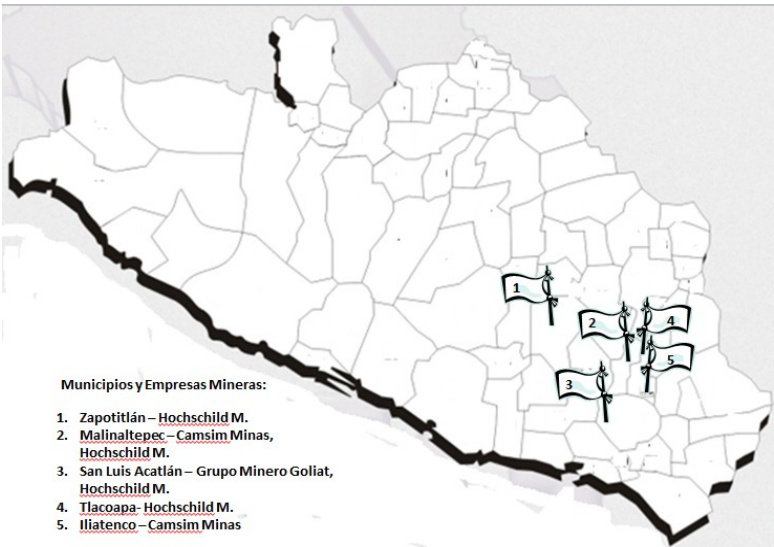 1
2
4
5
3
Municipios y Empresas Mineras:
1. Zapotitlán – Hochschild M.
2. Malinaltepec – Camsim Minas,
Hochschild M.
3. San Luis Acatlán – Grupo Minero Goliat,
Hochschild M.
4. Tlacoapa- Hochschild M.
5. Iliatenco – Camsim Minas